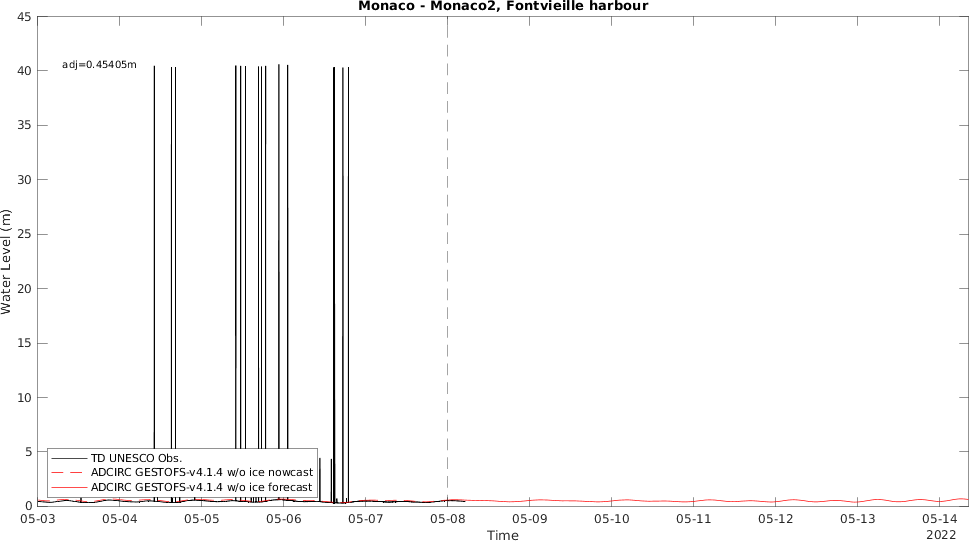 Monaco - Monaco2, Fontvieille harbour
45
40
35
30
25
20
15
10
5
0
Water Level (m)
adj=0.45405m
TD UNESCO Obs.
ADCIRC GESTOFS-v4.1.4 w/o ice nowcast
ADCIRC GESTOFS-v4.1.4 w/o ice forecast
05-03 05-04 05-05 05-06 05-07 05-08 05-09 05-10 05-11 05-12 05-13 05-14
2022
Time